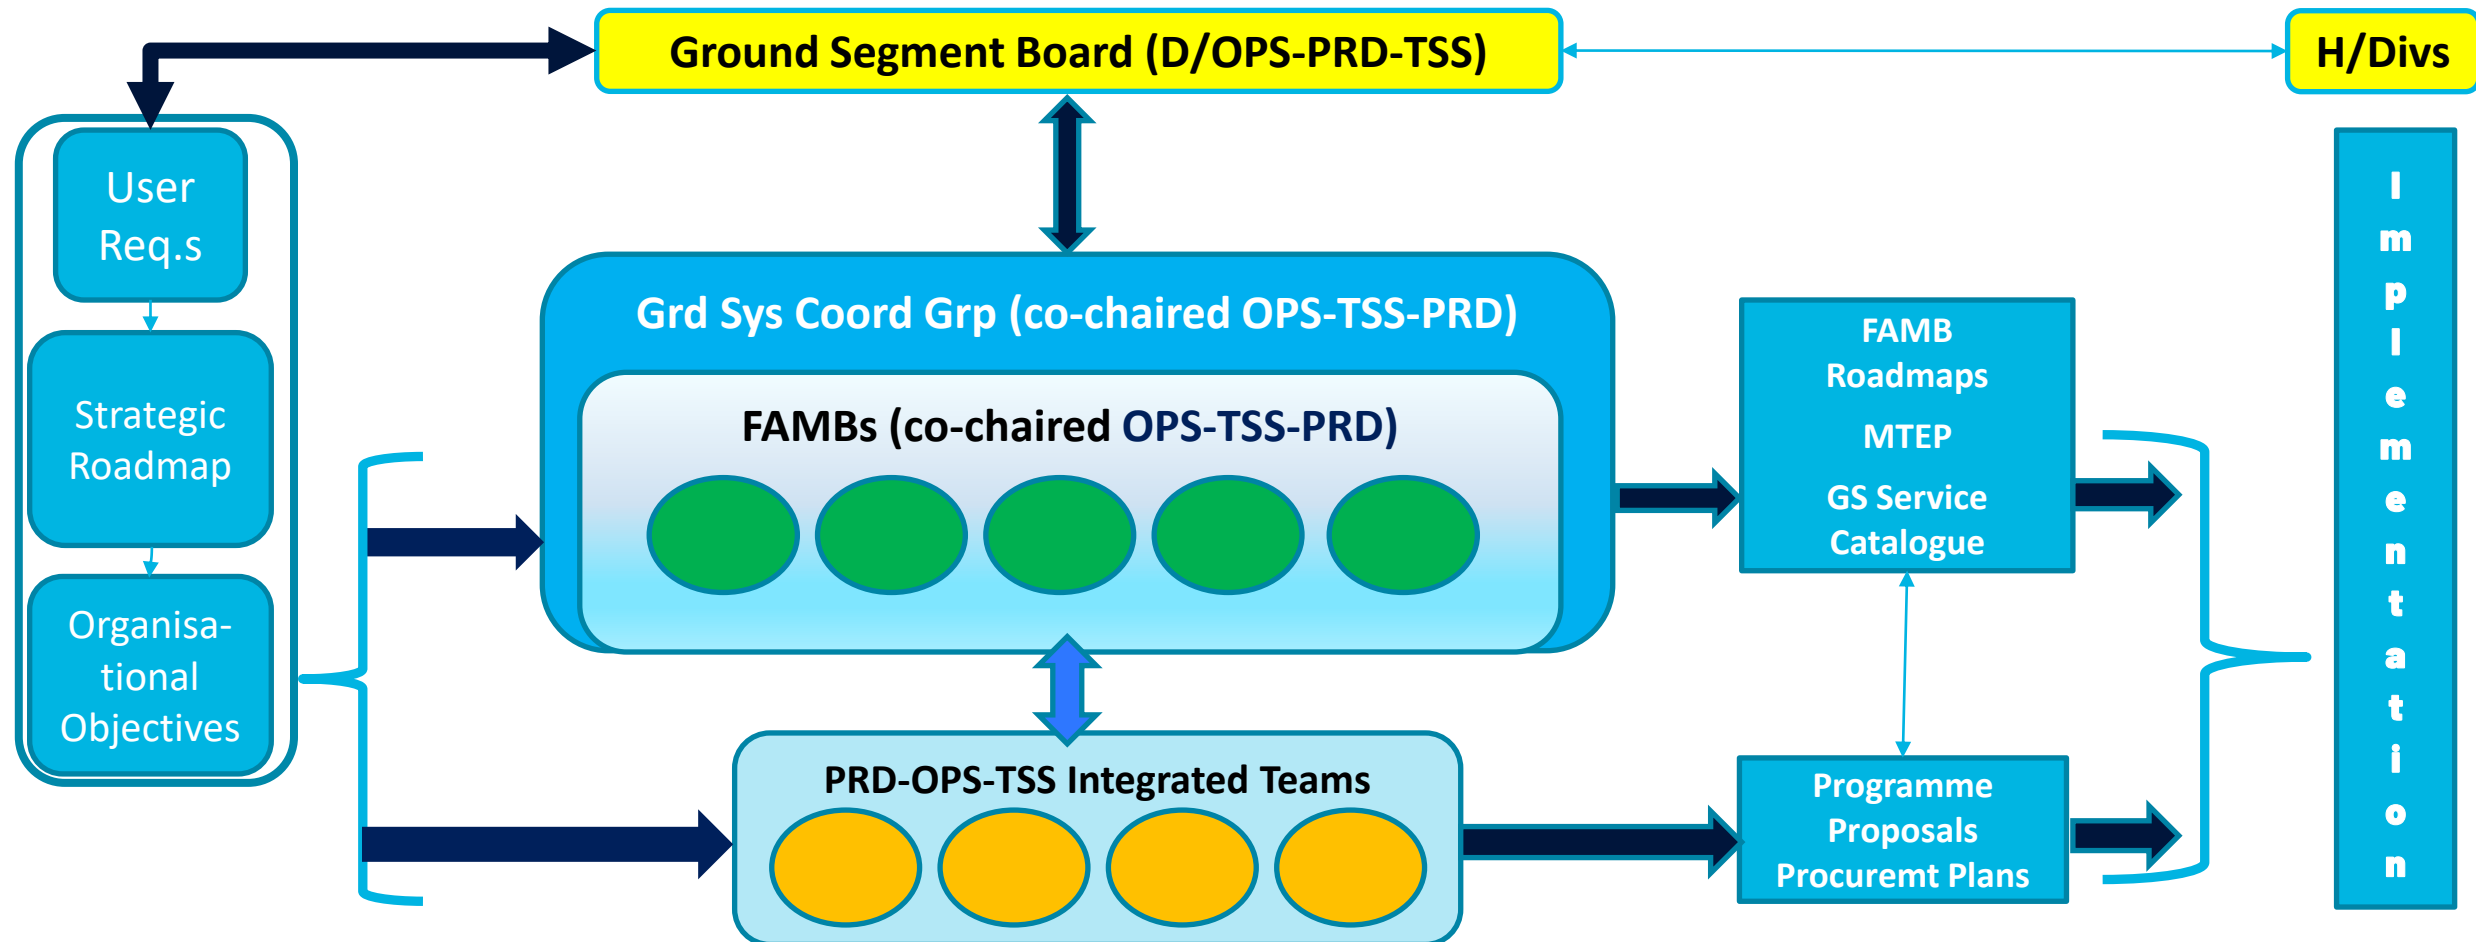 Ground Segment Board (D/OPS-PRD-TSS)
H/Divs
User
Req.s
Strategic
Roadmap
Organisa-
tional
Objectives
Grd Sys Coord Grp (co-chaired OPS-TSS-PRD)
FAMBs (co-chaired OPS-TSS-PRD)
PRD-OPS-TSS Integrated Teams
FAMB
Roadmaps
MTEP
GS Service
Catalogue
Programme
Proposals
Procuremt Plans
I
m
p
l
e
m
e
n
t
a
t
i
o
n